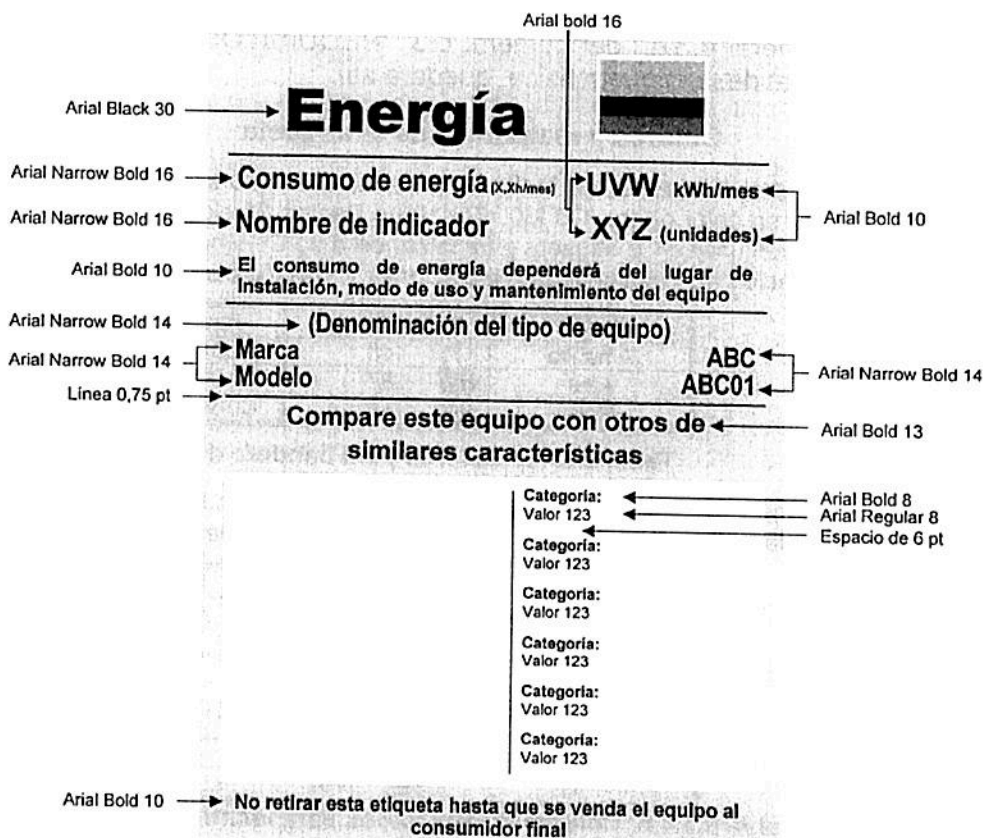 Arial bold 16
Arial Black 30
Energía
Arial Narrow Bold 16
Consumo de energía (X,Xh/mes)
UVW kWh/mes
Arial Narrow Bold 16
Nombre de indicador
XYZ (unidades)
Arial Bold 10
Arial Bold 10
El consumo de energía dependerá del lugar de
instalación, modo de uso y mantenimiento del equipo
Arial Narrow Bold 14
(Denominación del tipo de equipo)
Arial Narrow Bold 14
Marca
ABC
Modelo
ABC01
Arial Narrow Bold 14
Linea 0,75 pt
Compare este equipo con otros de
similares características
Arial Bold 13
Categoría:
Arial Bold 8
Valor 123
Arial Regular 8
Espacio de 6 pt
Categoría:
Valor 123
Categoría:
Valor 123
Categoría:
Valor 123
Categoría:
Valor 123
Categoría:
Valor 123
Arial Bold 10
No retirar esta etiqueta hasta que se venda el equipo al
consumidor final